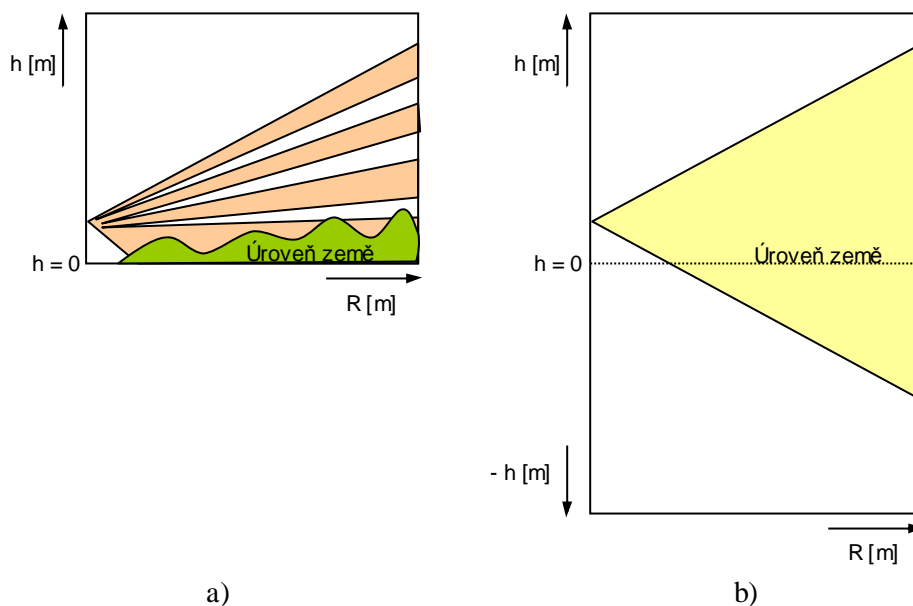 h [m]
h = 0
Úroveň země
R [m]
a)
h [m]
h = 0
Úroveň země
- h [m]
R [m]
b)